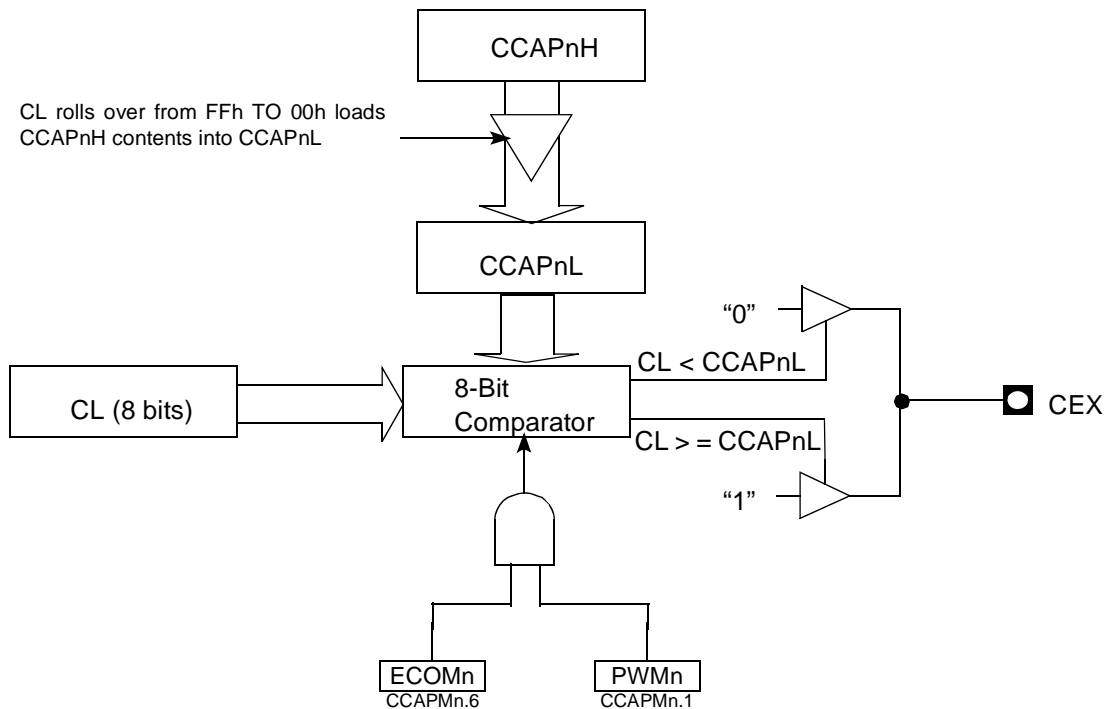 CCAPnH
CL rolls over from FFh TO 00h loads
CCAPnH contents into CCAPnL
CCAPnL
“0”
CL < CCAPnL
CL (8 bits)
8-Bit
Comparator
CEX
CL > = CCAPnL
“1”
ECOMn
CCAPMn.6
PWMn
CCAPMn.1